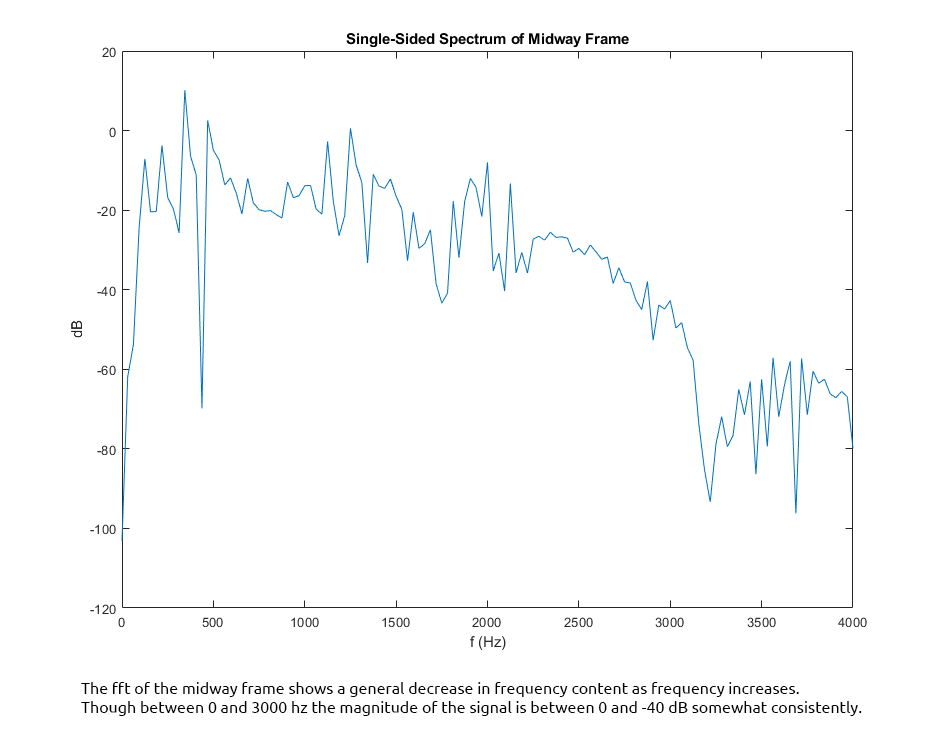 Single-Sided Spectrum of Midway Frame
20
0
-20
-40
-60
-80
-100
-120
dB
0 500 1000 1500 2000 2500 3000 3500 4000
f (Hz)
The fft of the midway frame shows a general decrease in frequency content as frequency increases.
Though between 0 and 3000 hz the magnitude of the signal is between 0 and -40 dB somewhat consistently.